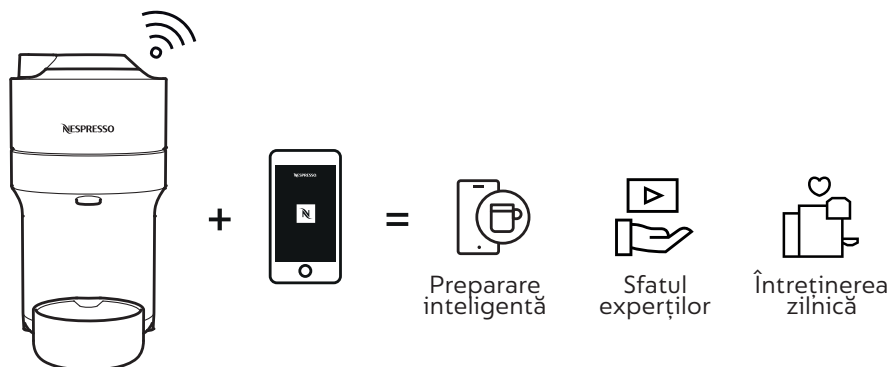 NESPRESSO
NESPRESSO
N
+
=
Preparare
inteligentă
Sfatul
experților
Întreținerea
zilnică